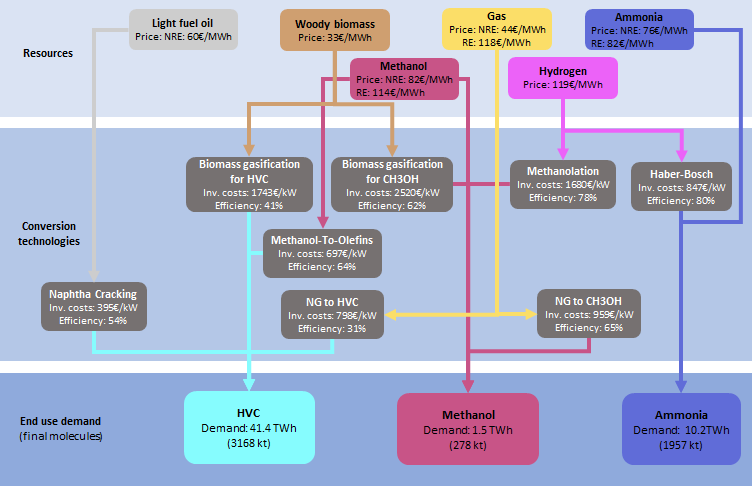 Resources
Light fuel oil
Price: NRE: 60€/MWh
Woody biomass
Price: 33€/MWh
Gas
Price: NRE: 44€/MWh
RE: 118€/MWh
Ammonia
Price: NRE: 76€/MWh
RE: 82€/MWh
Methanol
Price: NRE: 82€/MWh
RE: 114€/MWh
Hydrogen
Price: 119€/MWh
Conversion
technologies
Biomass gasification
for HVC
Inv. costs: 1743€/kW
Efficiency: 41%
Biomass gasification
for CH3OH
Inv. costs: 2520€/kW
Efficiency: 62%
Methanolation
Inv. costs: 1680€/kW
Efficiency: 78%
Haber-Bosch
Inv. costs: 847€/kW
Efficiency: 80%
Methanol-To-Olefins
Inv. costs: 697€/kW
Efficiency: 64%
Naphtha Cracking
Inv. costs: 395€/kW
Efficiency: 54%
NG to HVC
Inv. costs: 798€/kW
Efficiency: 31%
NG to CH3OH
Inv. costs: 959€/kW
Efficiency: 65%
End use demand
(final molecules)
HVC
Demand: 41.4 TWh
(3168 kt)
Methanol
Demand: 1.5 TWh
(278 kt)
Ammonia
Demand: 10.2TWh
(1957 kt)